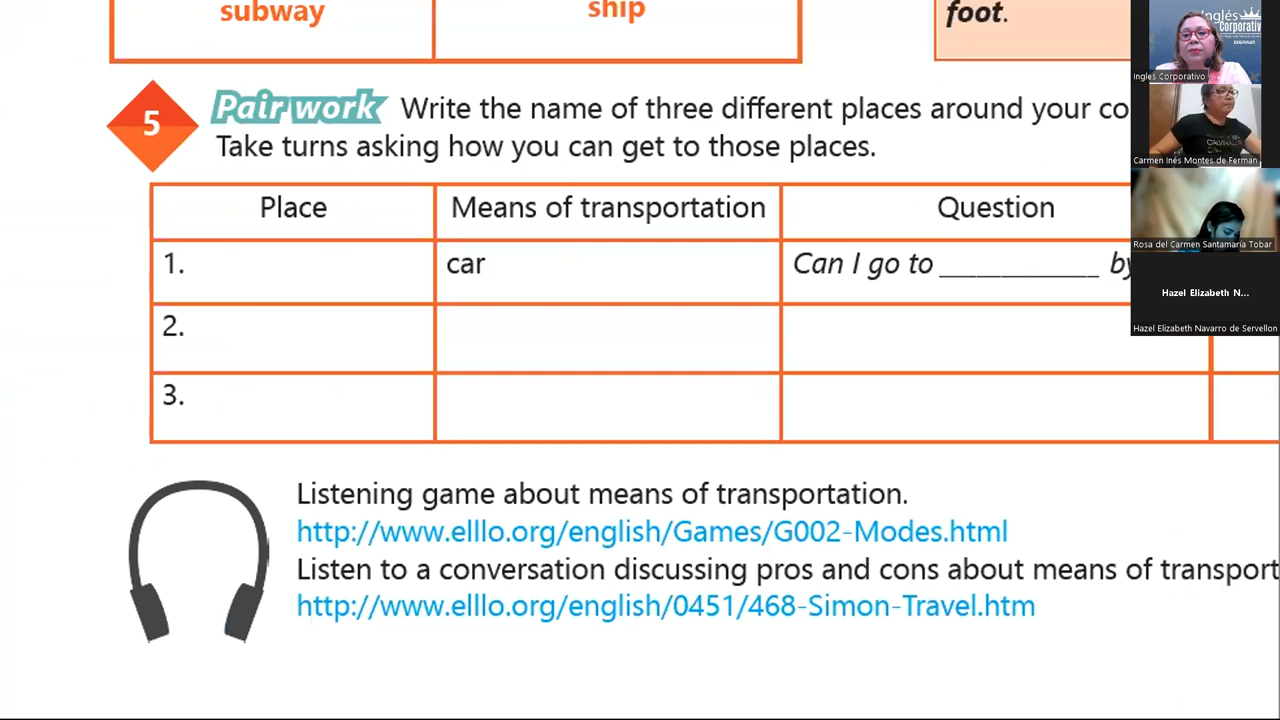 subway
ship
foot.
5
Pair work Write the name of three different places around your co
Take turns asking how you can get to those places.
Place Means of transportation Question
1. car Can I go to ____________ by
2.
3.
Listening game about means of transportation.
http://www.elllo.org/english/Games/G002-Modes.html
Listen to a conversation discussing pros and cons about means of transport
http://www.elllo.org/english/0451/468-Simon-Travel.htm
Inglés
Corporativo
Ingles Corporativo
Carmen Inés Montes de Ferman
Rosa del Carmen Santamaría Tobar
Hazel Elizabeth N...
Hazel Elizabeth Navarro de Servellon